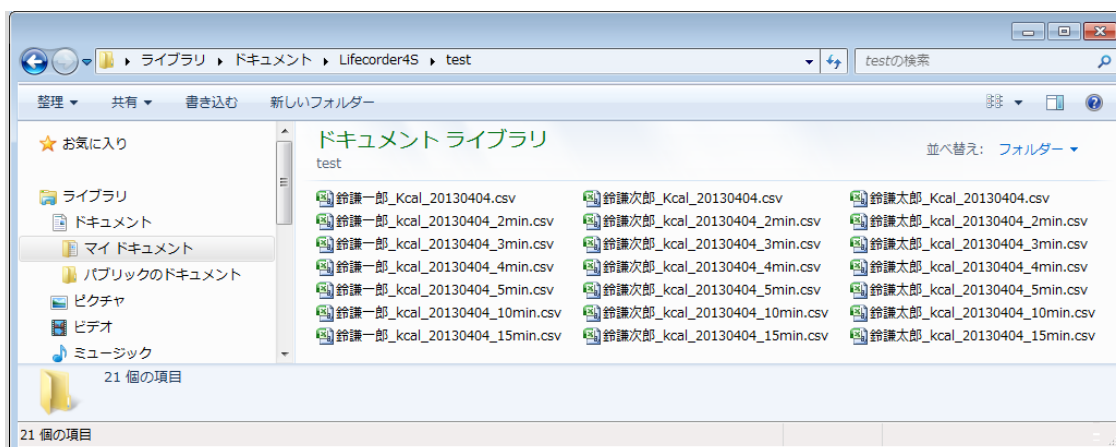 ライブラリ ▸ ドキュメント ▸ Lifecorder4S ▸ test
testの検索
整理 ▼ 共有 ▼ 書き込む 新しいフォルダー
お気に入り
ライブラリ
ドキュメント
マイ ドキュメント
パブリックのドキュメント
ピクチャ
ビデオ
ミュージック
ドキュメント ライブラリ
test
並べ替え: フォルダー ▼
鈴謙一郎_Kcal_20130404.csv 鈴謙次郎_Kcal_20130404.csv 鈴謙太郎_Kcal_20130404.csv
鈴謙一郎_kcal_20130404_2min.csv 鈴謙次郎_kcal_20130404_2min.csv 鈴謙太郎_kcal_20130404_2min.csv
鈴謙一郎_kcal_20130404_3min.csv 鈴謙次郎_kcal_20130404_3min.csv 鈴謙太郎_kcal_20130404_3min.csv
鈴謙一郎_kcal_20130404_4min.csv 鈴謙次郎_kcal_20130404_4min.csv 鈴謙太郎_kcal_20130404_4min.csv
鈴謙一郎_kcal_20130404_5min.csv 鈴謙次郎_kcal_20130404_5min.csv 鈴謙太郎_kcal_20130404_5min.csv
鈴謙一郎_kcal_20130404_10min.csv 鈴謙次郎_kcal_20130404_10min.csv 鈴謙太郎_kcal_20130404_10min.csv
鈴謙一郎_kcal_20130404_15min.csv 鈴謙次郎_kcal_20130404_15min.csv 鈴謙太郎_kcal_20130404_15min.csv
21 個の項目
21 個の項目